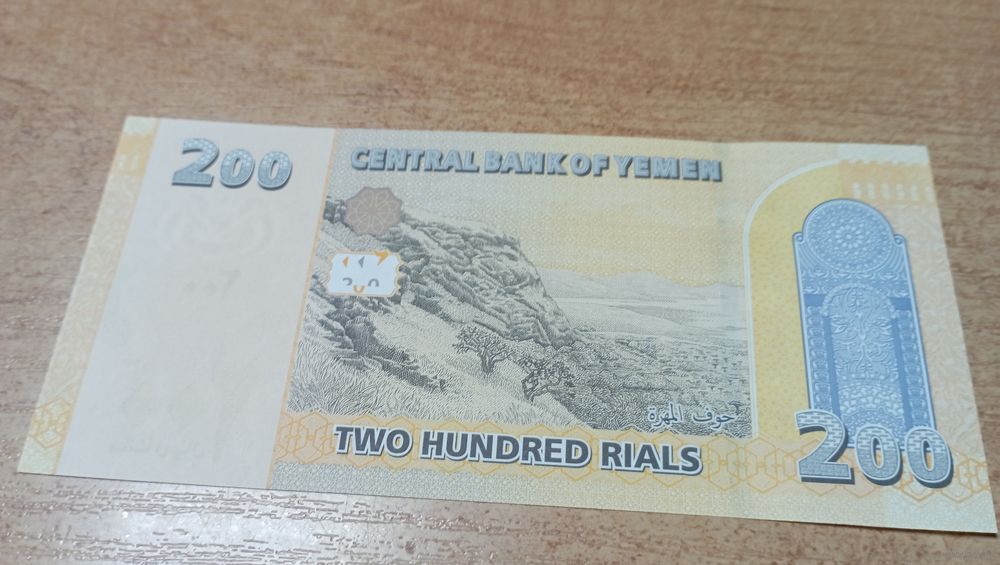 200
CENTRAL BANK OF YEMEN
حوف المهرة
TWO HUNDRED RIALS
200